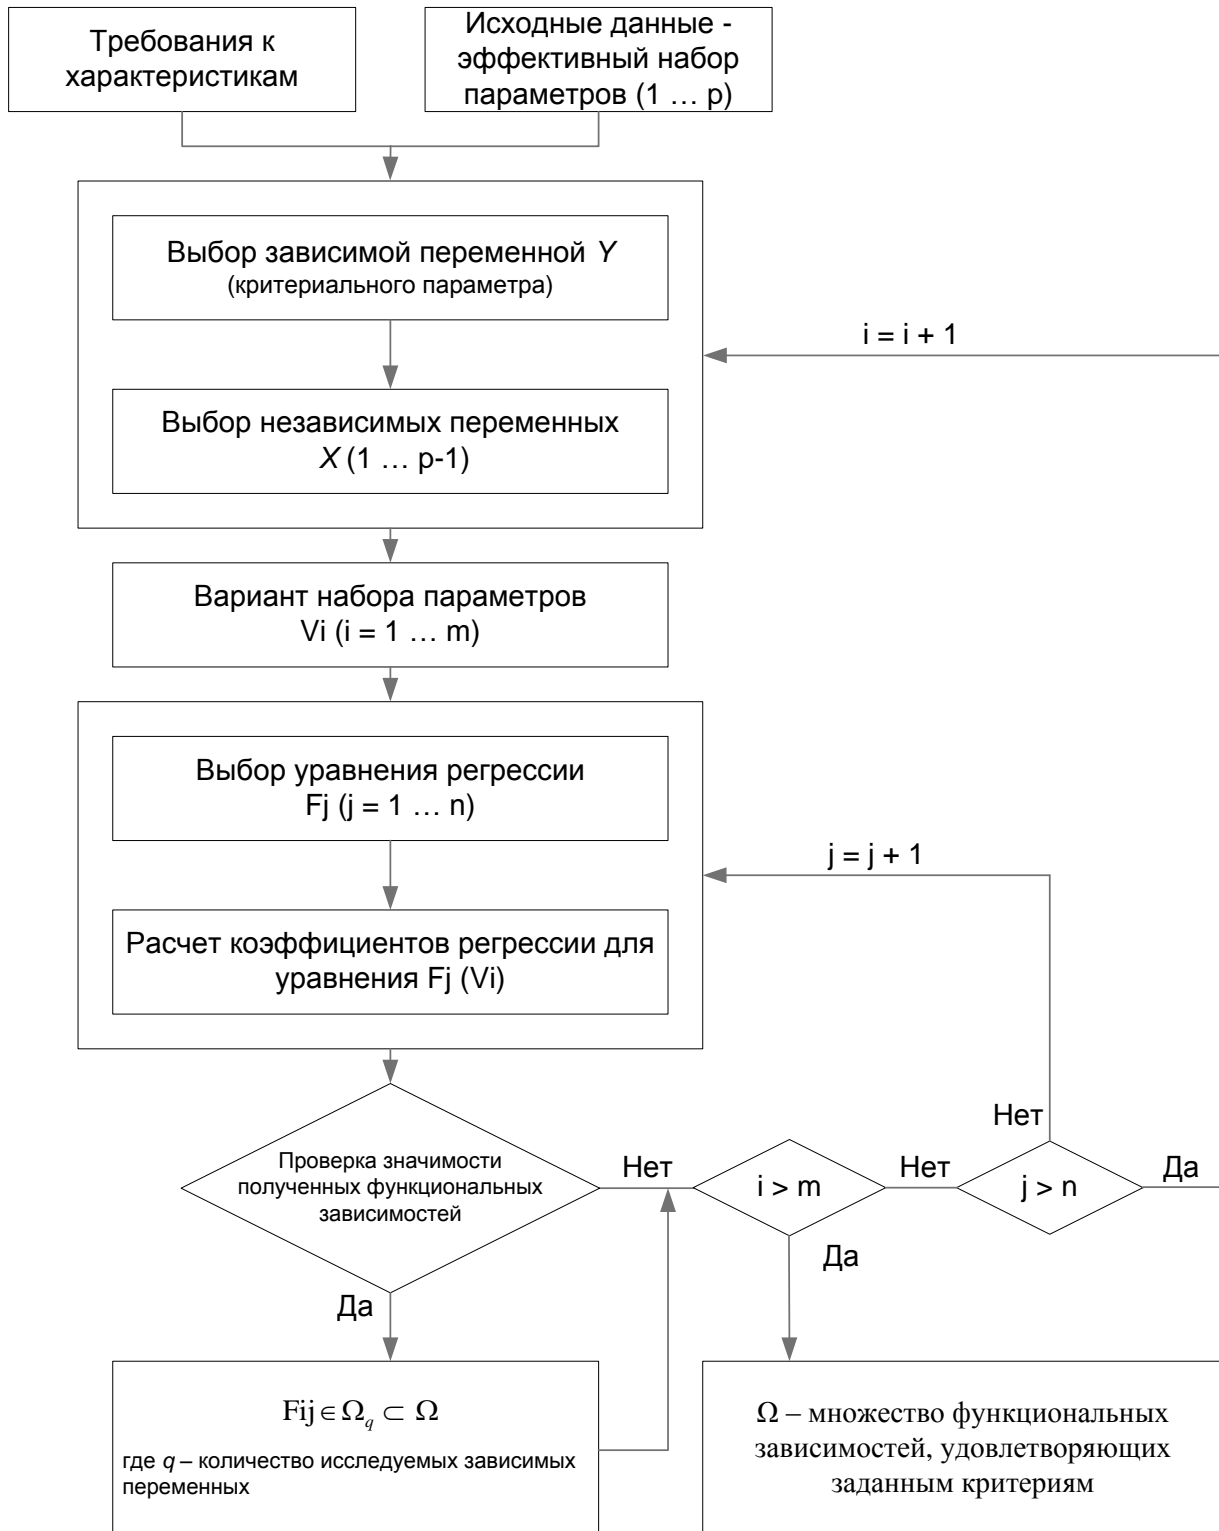 Требования к
характеристикам
Исходные данные -
эффективный набор
параметров (1 … p)
Выбор зависимой переменной Y
(критериального параметра)
i = i + 1
Выбор независимых переменных
X (1 … p-1)
Вариант набора параметров
Vi (i = 1 … m)
Выбор уравнения регрессии
Fj (j = 1 … n)
j = j + 1
Расчет коэффициентов регрессии для
уравнения Fj (Vi)
Проверка значимости
полученных функциональных
зависимостей
Нет
i > m
Нет
j > n
Нет
Да
Да
Да
Fij ∈ Ω_q ⊂ Ω
где q – количество исследуемых зависимых
переменных
Ω – множество функциональных
зависимостей, удовлетворяющих
заданным критериям